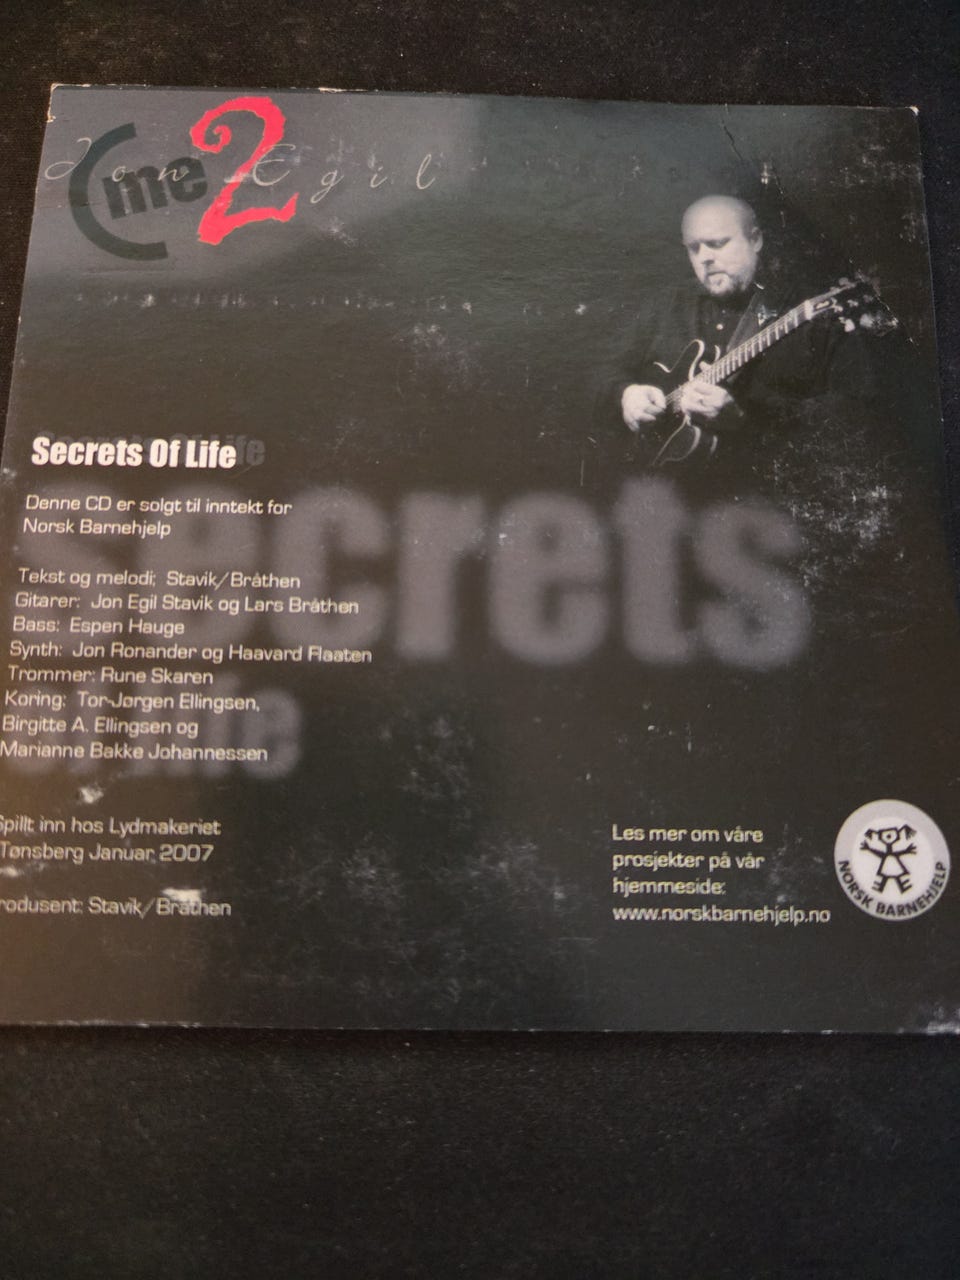 Cme2
Jon Egil
Secrets Of Life
Denne CD er solgt til inntekt for
Norsk Barnehjelp
Tekst og melodi; Stavik/Bråthen
Gitarer: Jon Egil Stavik og Lars Bråthen
Bass: Espen Hauge
Synth: Jon Ronander og Haavard Flaaten
Trommer: Rune Skaren
Koring: Tor-Jørgen Ellingsen,
Birgitte A. Ellingsen og
Marianne Bakke Johannessen
Spillt inn hos Lydmakeriet
Tønsberg Januar 2007
rodusent: Stavik/Bråthen
secrets
life
Les mer om våre
prosjekter på vår
hjemmeside:
www.norskbarnehjelp.no
NORSK BARNEHJELP